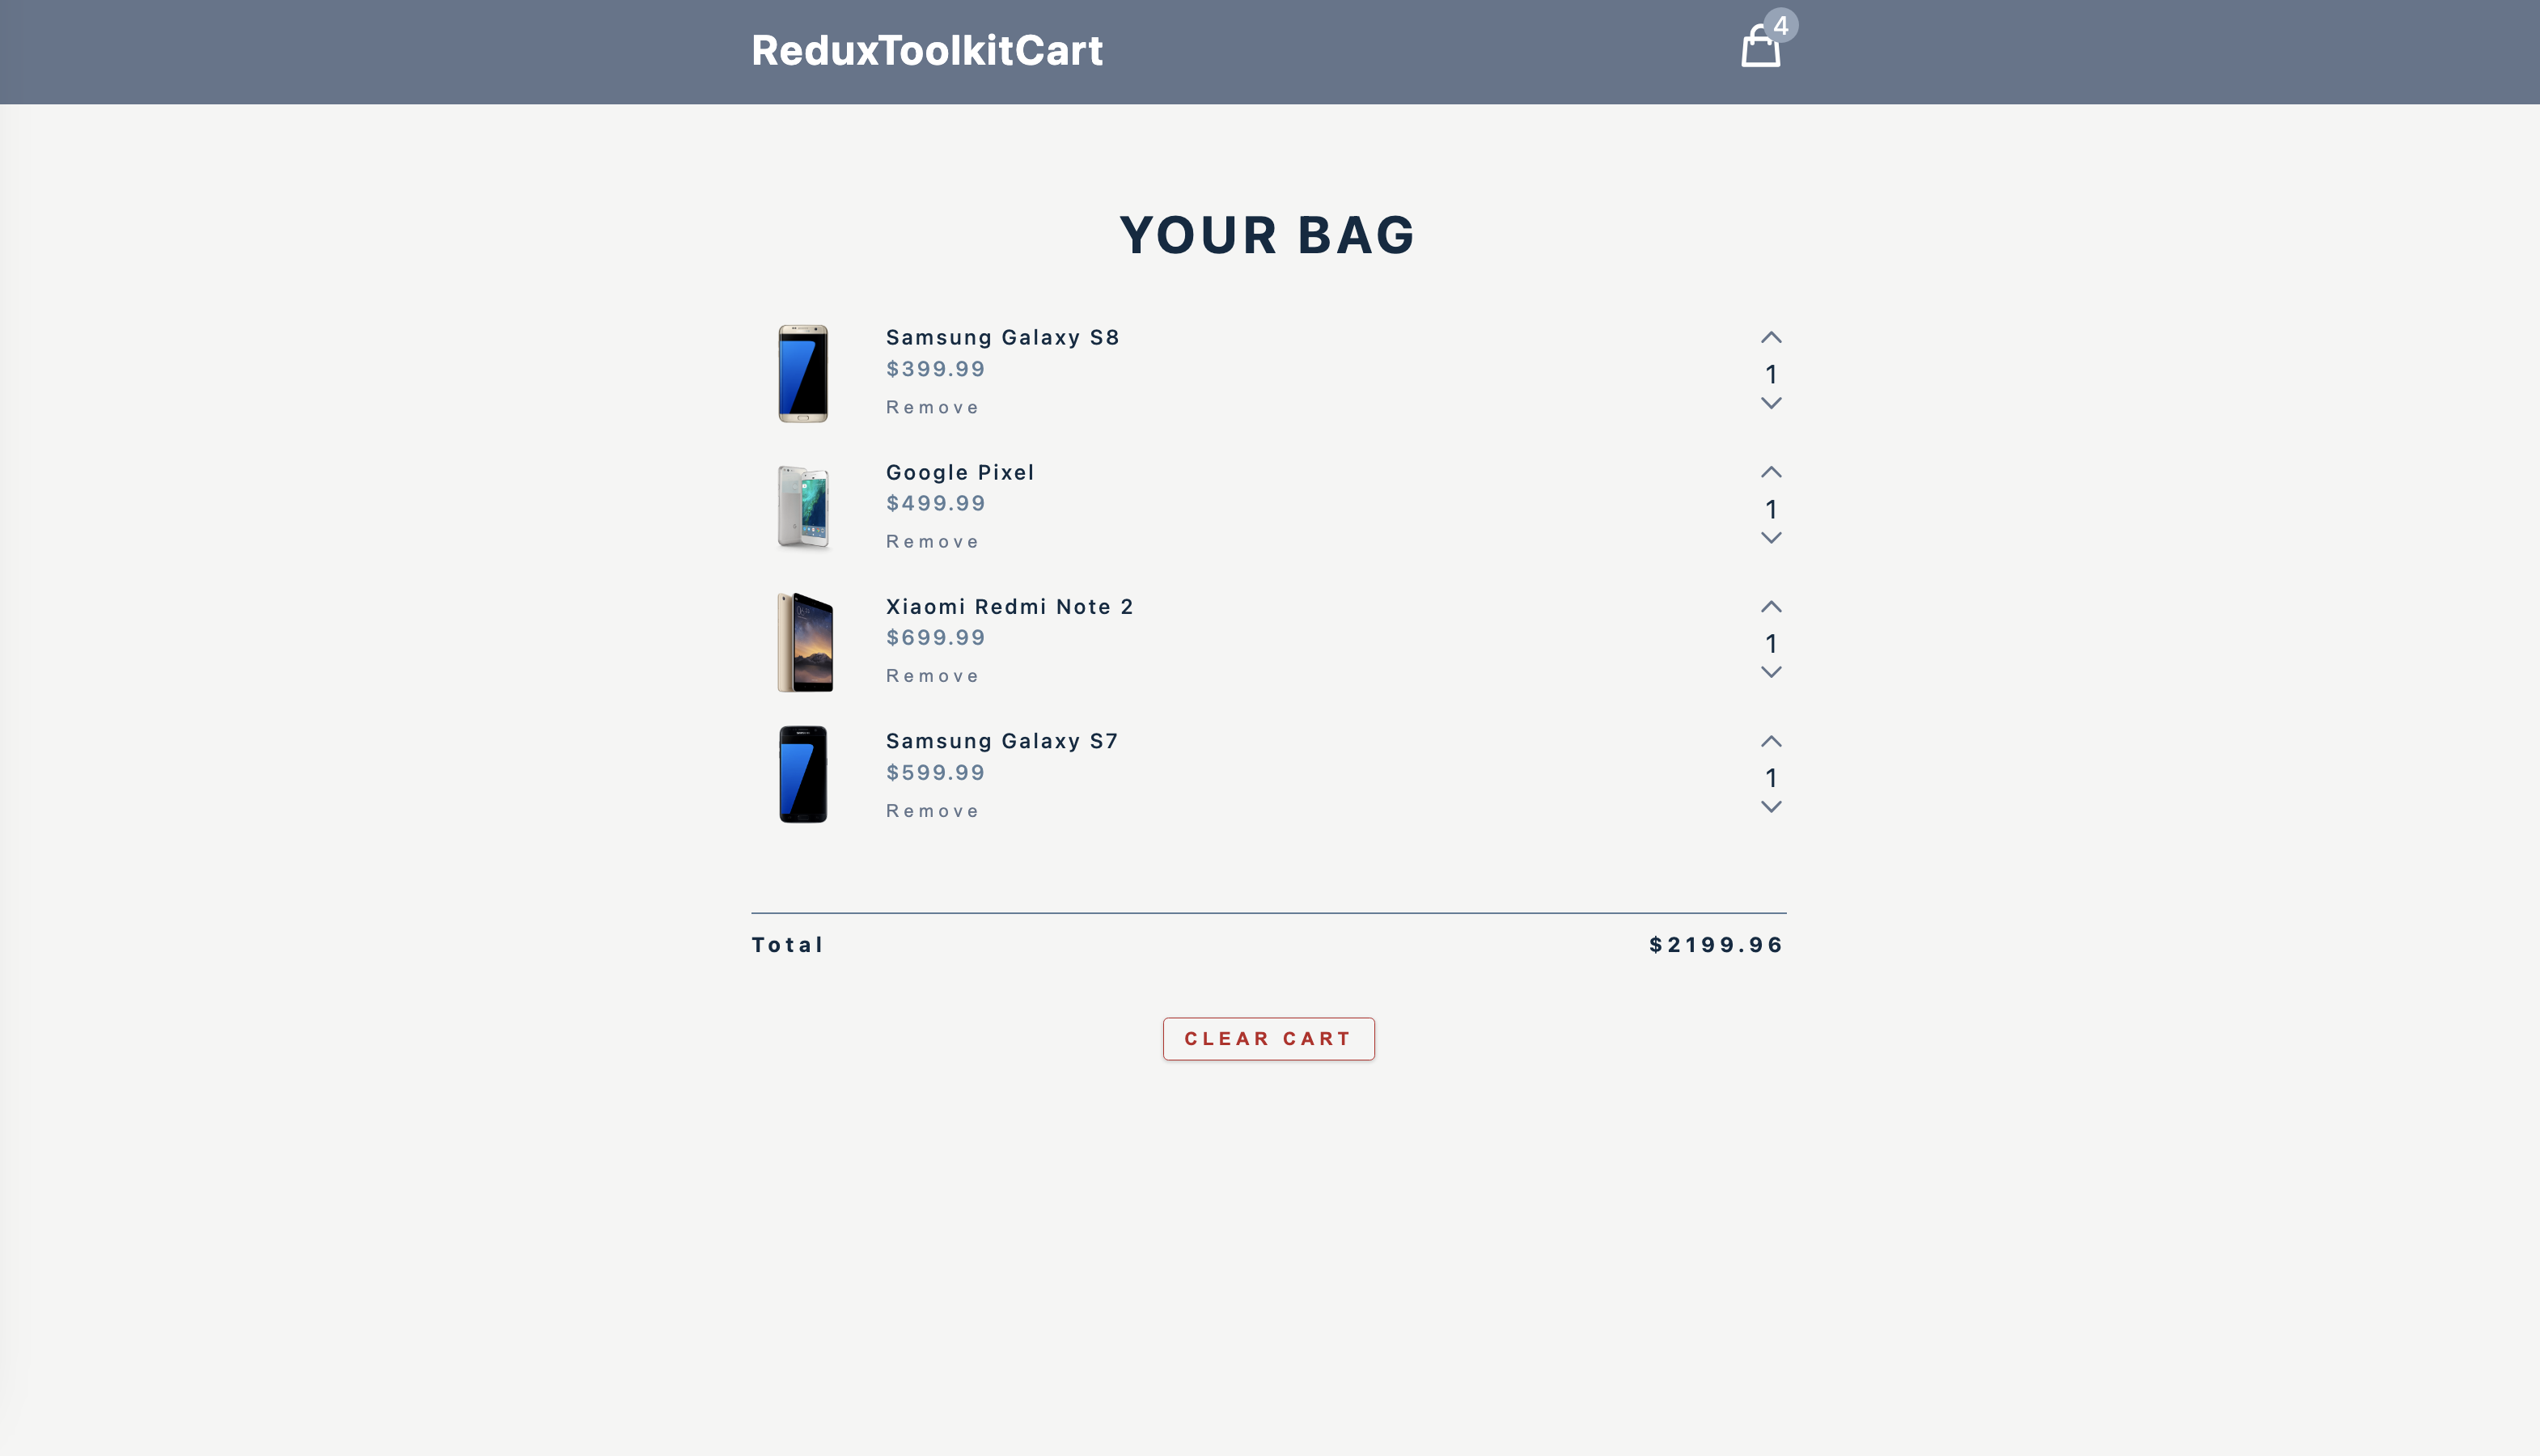 ReduxToolkitCart
4
YOUR BAG
Samsung Galaxy S8
$399.99
Remove
1
Google Pixel
$499.99
Remove
1
Xiaomi Redmi Note 2
$699.99
Remove
1
Samsung Galaxy S7
$599.99
Remove
1
Total
$2199.96
CLEAR CART